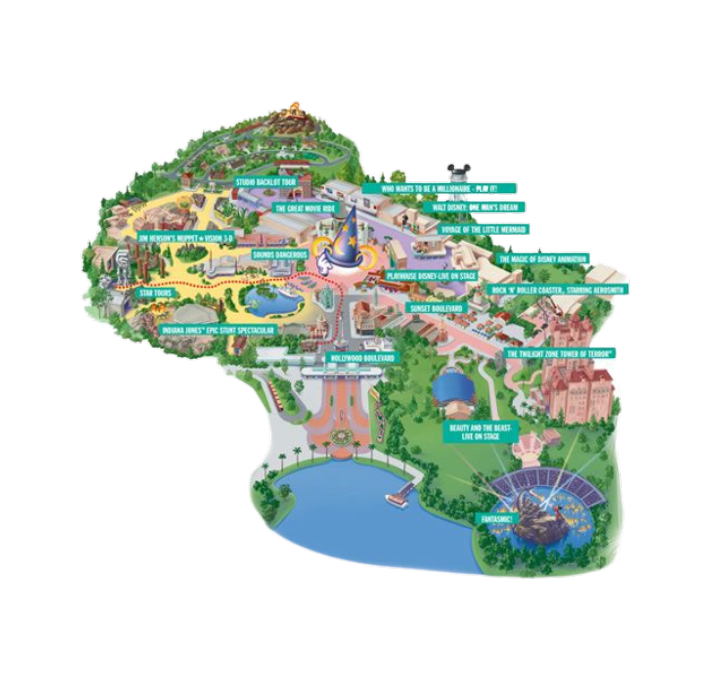 STUDIO BACKLOT TOUR
WHO WANTS TO BE A MILLIONAIRE - PLAY IT!
THE GREAT MOVIE RIDE
WALT DISNEY: ONE MAN'S DREAM
VOYAGE OF THE LITTLE MERMAID
JIM HENSON'S MUPPET★VISION 3-D
SOUNDS DANGEROUS
THE MAGIC OF DISNEY ANIMATION
PLAYHOUSE DISNEY-LIVE ON STAGE
STAR TOURS
ROCK 'N' ROLLER COASTER, STARRING AEROSMITH
SUNSET BOULEVARD
INDIANA JONES™ EPIC STUNT SPECTACULAR
HOLLYWOOD BOULEVARD
THE TWILIGHT ZONE TOWER OF TERROR™
BEAUTY AND THE BEAST-
LIVE ON STAGE
FANTASMIC!